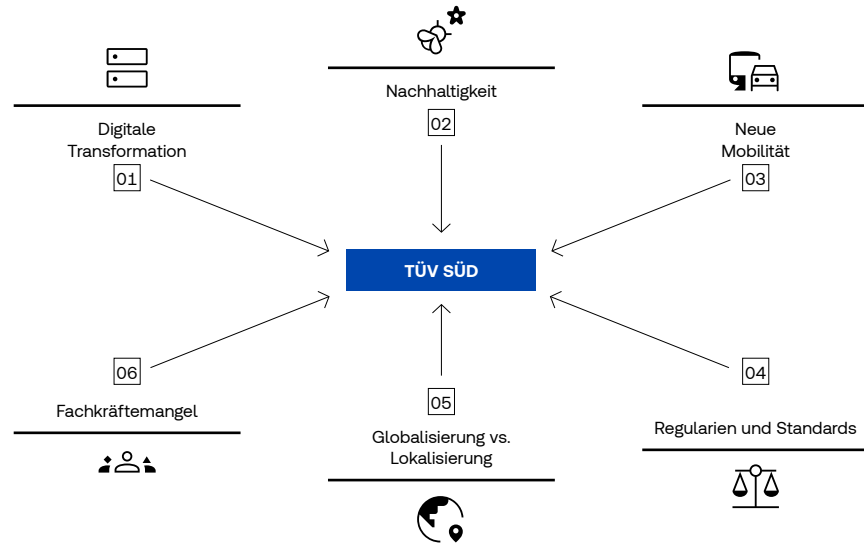 Digitale
Transformation
01
Nachhaltigkeit
02
Neue
Mobilität
03
TÜV SÜD
06
Fachkräftemangel
05
Globalisierung vs.
Lokalisierung
04
Regularien und Standards